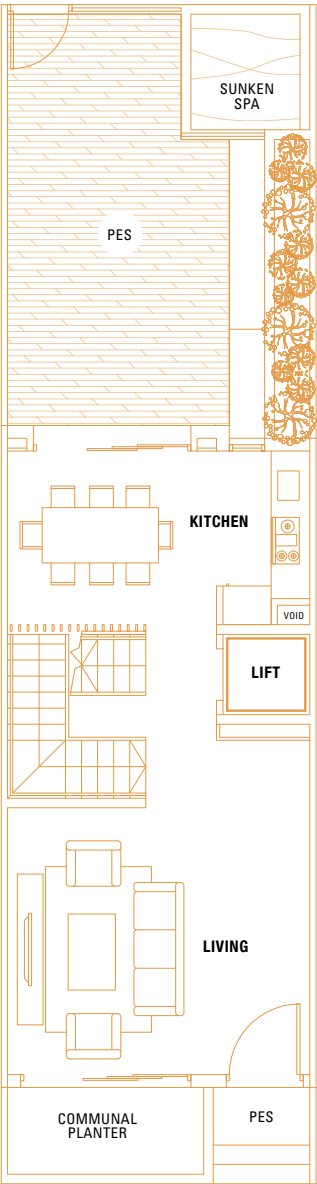 SUNKEN
SPA
PES
KITCHEN
VOID
LIFT
LIVING
COMMUNAL
PLANTER
PES